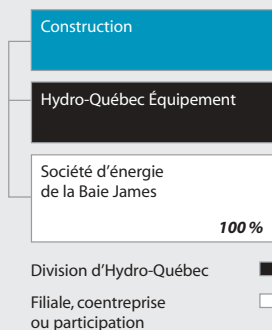 Construction
Hydro-Québec Équipement
Société d'énergie
de la Baie James
100 %
Division d'Hydro-Québec
Filiale, coentreprise
ou participation